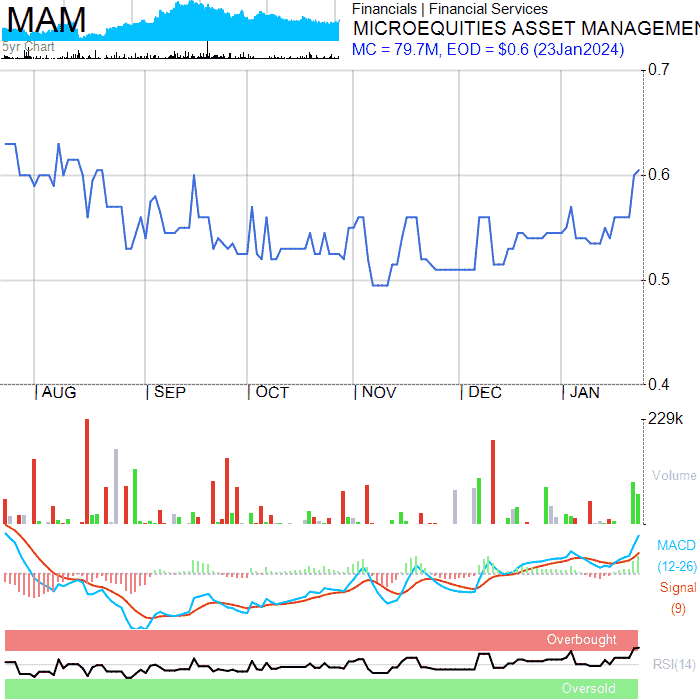 MAM
5yr Chart
Financials | Financial Services
MICROEQUITIES ASSET MANAGEMEN
MC = 79.7M, EOD = $0.6 (23Jan2024)
0.7
0.6
0.5
0.4
AUG
SEP
OCT
NOV
DEC
JAN
229k
Volume
MACD
(12-26)
Signal
(9)
Overbought
RSI(14)
Oversold